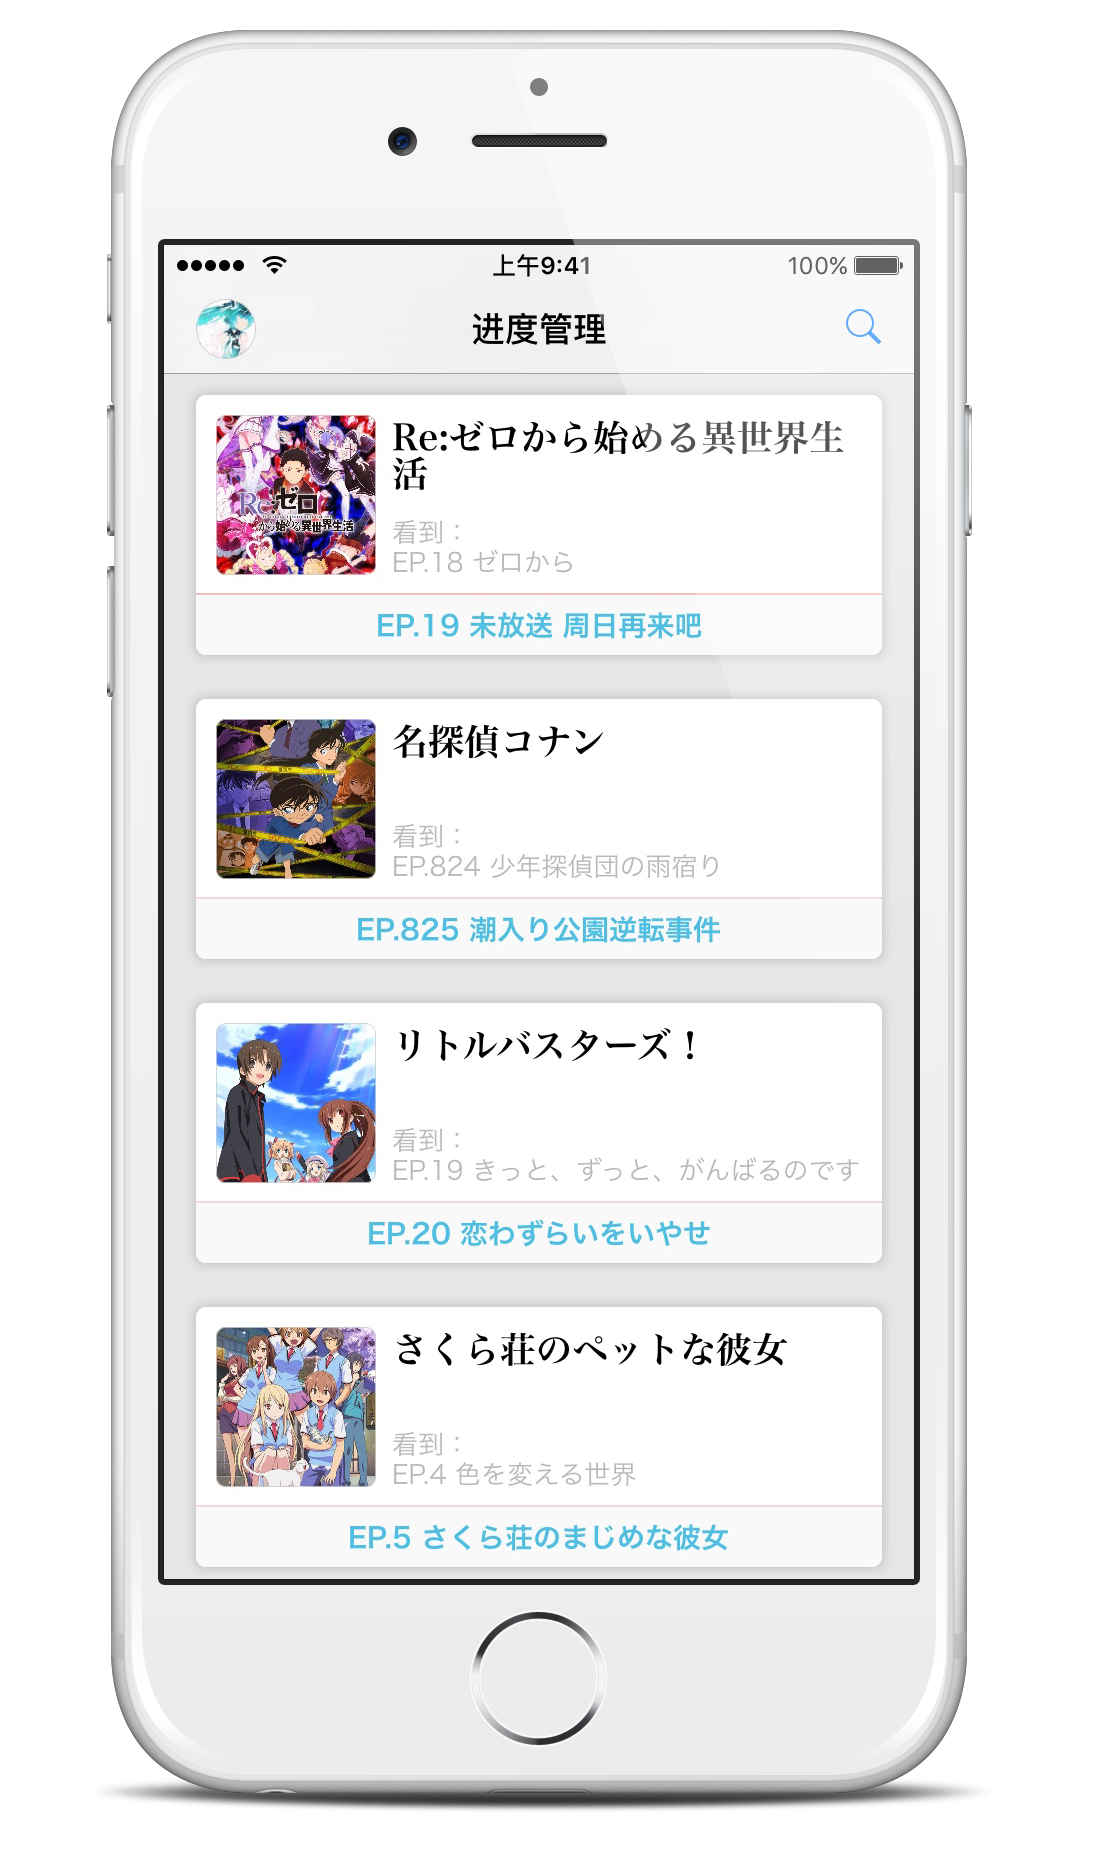 上午9:41
100%
进度管理
Re:ゼロ
から始める異世界生活
Re:ゼロから始める異世界生
活
看到：
EP.18 ゼロから
EP.19 未放送 周日再来吧
名探偵コナン
看到：
EP.824 少年探偵団の雨宿り
EP.825 潮入り公園逆転事件
リトルバスターズ！
看到：
EP.19 きっと、ずっと、がんばるのです
EP.20 恋わずらいをいやせ
さくら荘のペットな彼女
看到：
EP.4 色を変える世界
EP.5 さくら荘のまじめな彼女